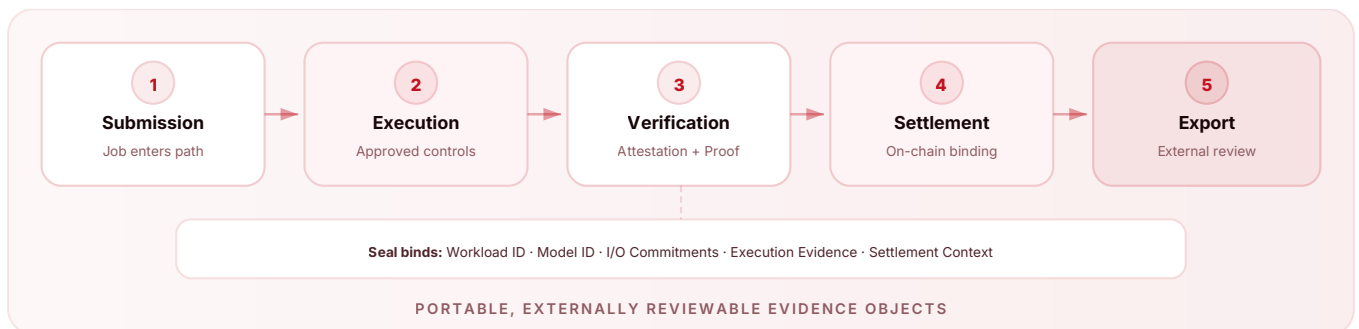 1
2
3
4
5
Submission
Execution
Verification
Settlement
Export
Job enters path
Approved controls
Attestation + Proof
On-chain binding
External review
Seal binds: Workload ID · Model ID · I/O Commitments · Execution Evidence · Settlement Context
PORTABLE, EXTERNALLY REVIEWABLE EVIDENCE OBJECTS